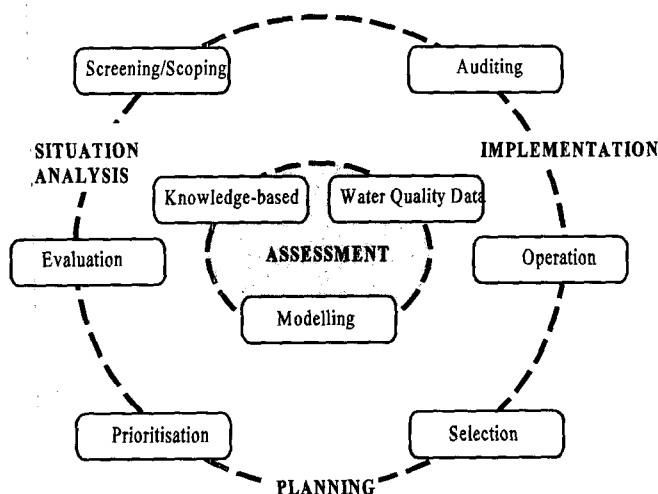 Screening/Scoping
Auditing
SITUATION
ANALYSIS
IMPLEMENTATION
Knowledge-based
Water Quality Data
Evaluation
ASSESSMENT
Operation
Modelling
Prioritisation
Selection
PLANNING